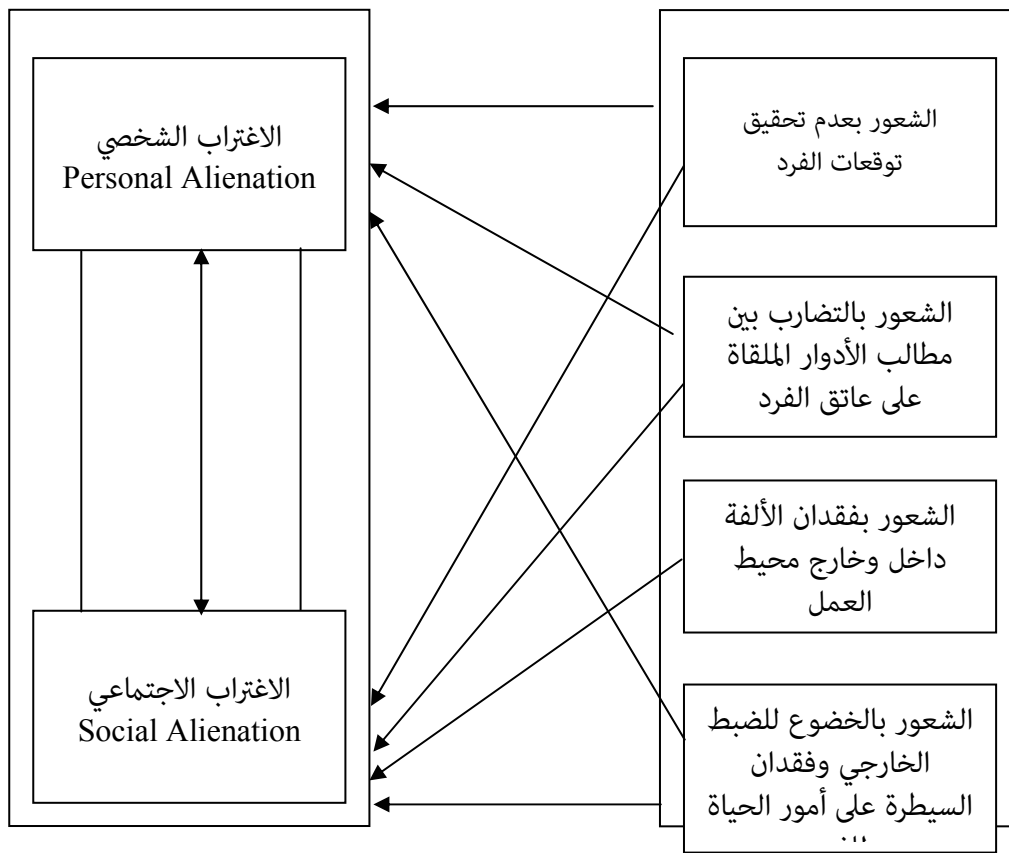 الشعور بعدم تحقيق
توقعات الفرد
الشعور بالتضارب بين
مطالب الأدوار الملقاة
على عاتق الفرد
الشعور بفقدان الألفة
داخل وخارج محيط
العمل
الشعور بالخضوع للضبط
الخارجي وفقدان
السيطرة على أمور الحياة
الاغتراب الشخصي
Personal Alienation
الاغتراب الاجتماعي
Social Alienation